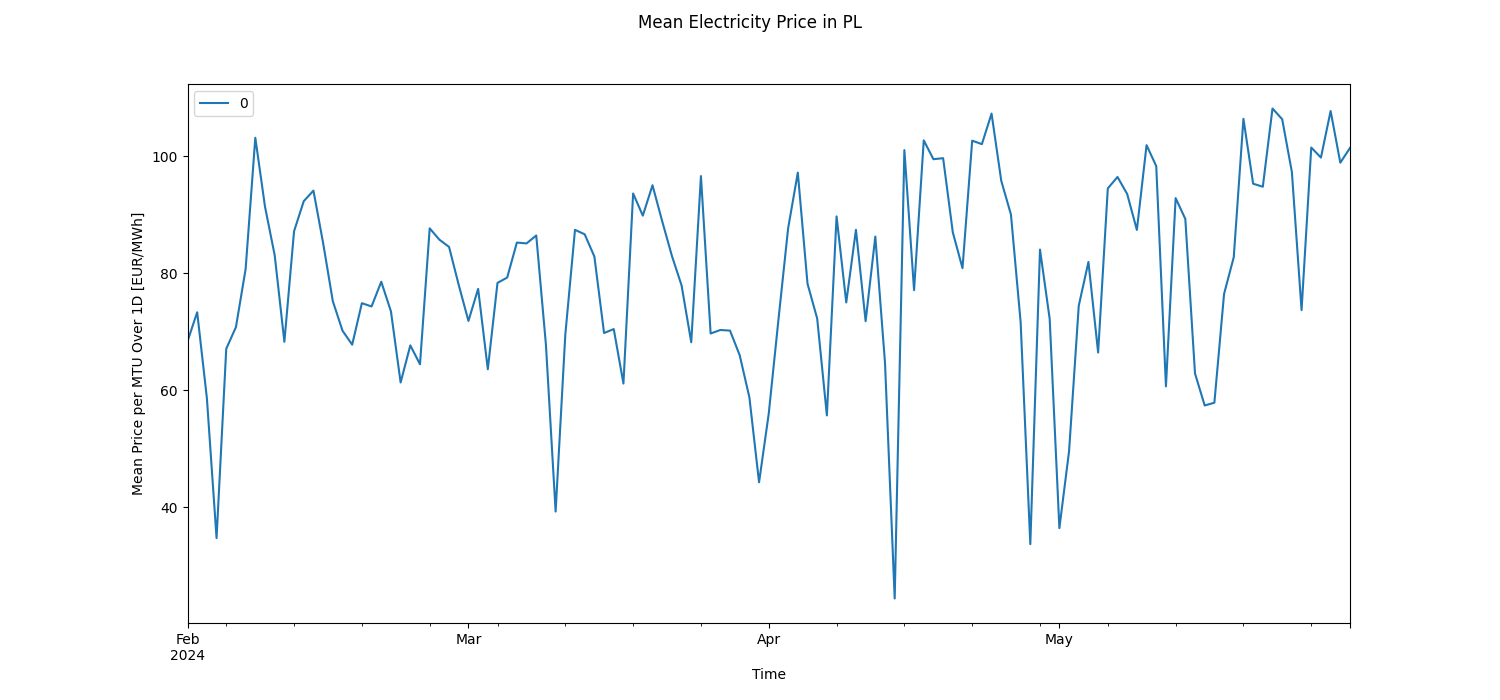 Mean Electricity Price in PL
0
100
80
60
40
Mean Price per MTU Over 1D [EUR/MWh]
Feb
2024
Mar
Apr
May
Time